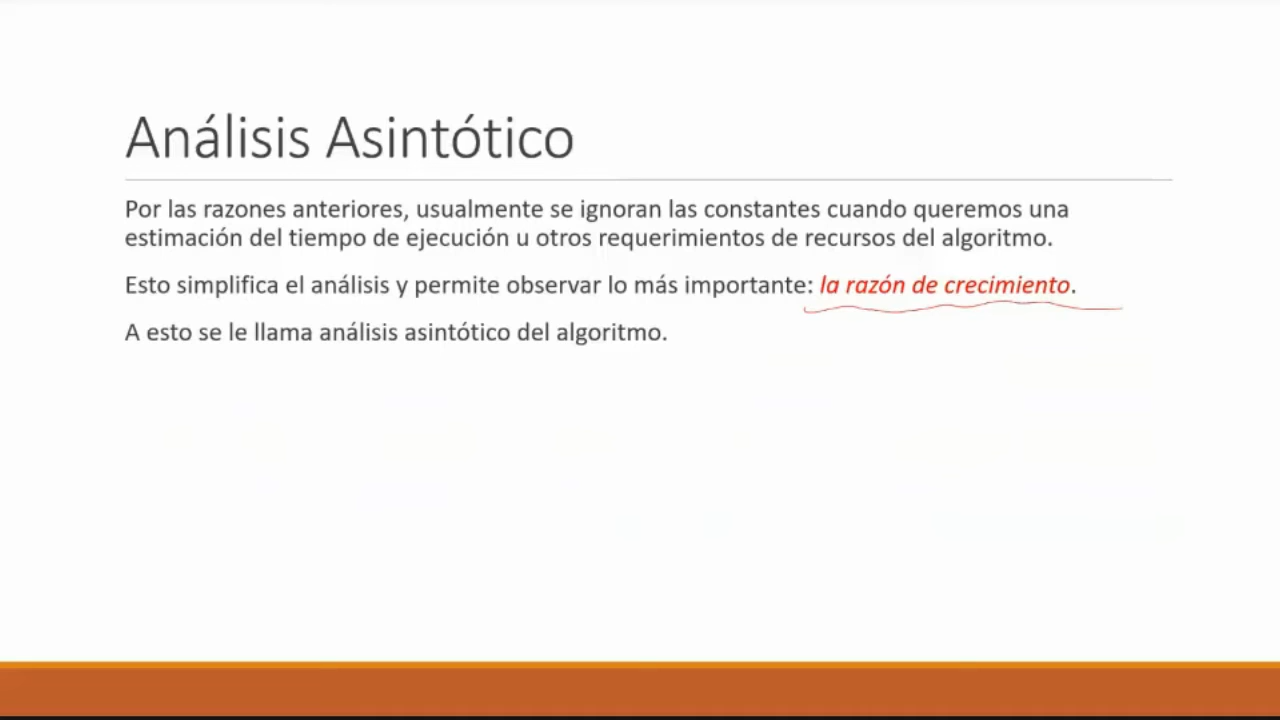 Análisis Asintótico
Por las razones anteriores, usualmente se ignoran las constantes cuando queremos una
estimación del tiempo de ejecución u otros requerimientos de recursos del algoritmo.
Esto simplifica el análisis y permite observar lo más importante: la razón de crecimiento.
A esto se le llama análisis asintótico del algoritmo.